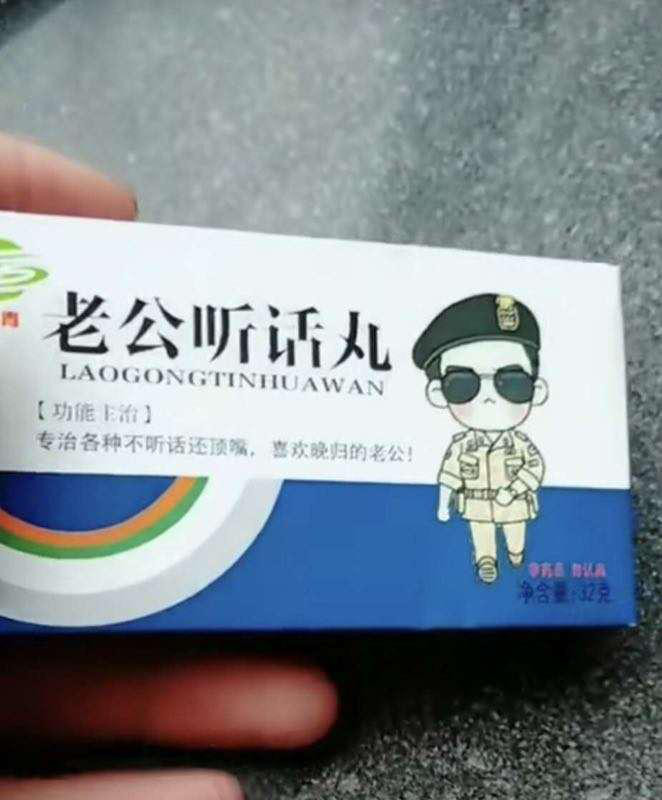 青
老公听话丸
LAOGONGTINHUAWAN
【功能主治】
专治各种不听话还顶嘴，喜欢晚归的老公！
净含量:32克